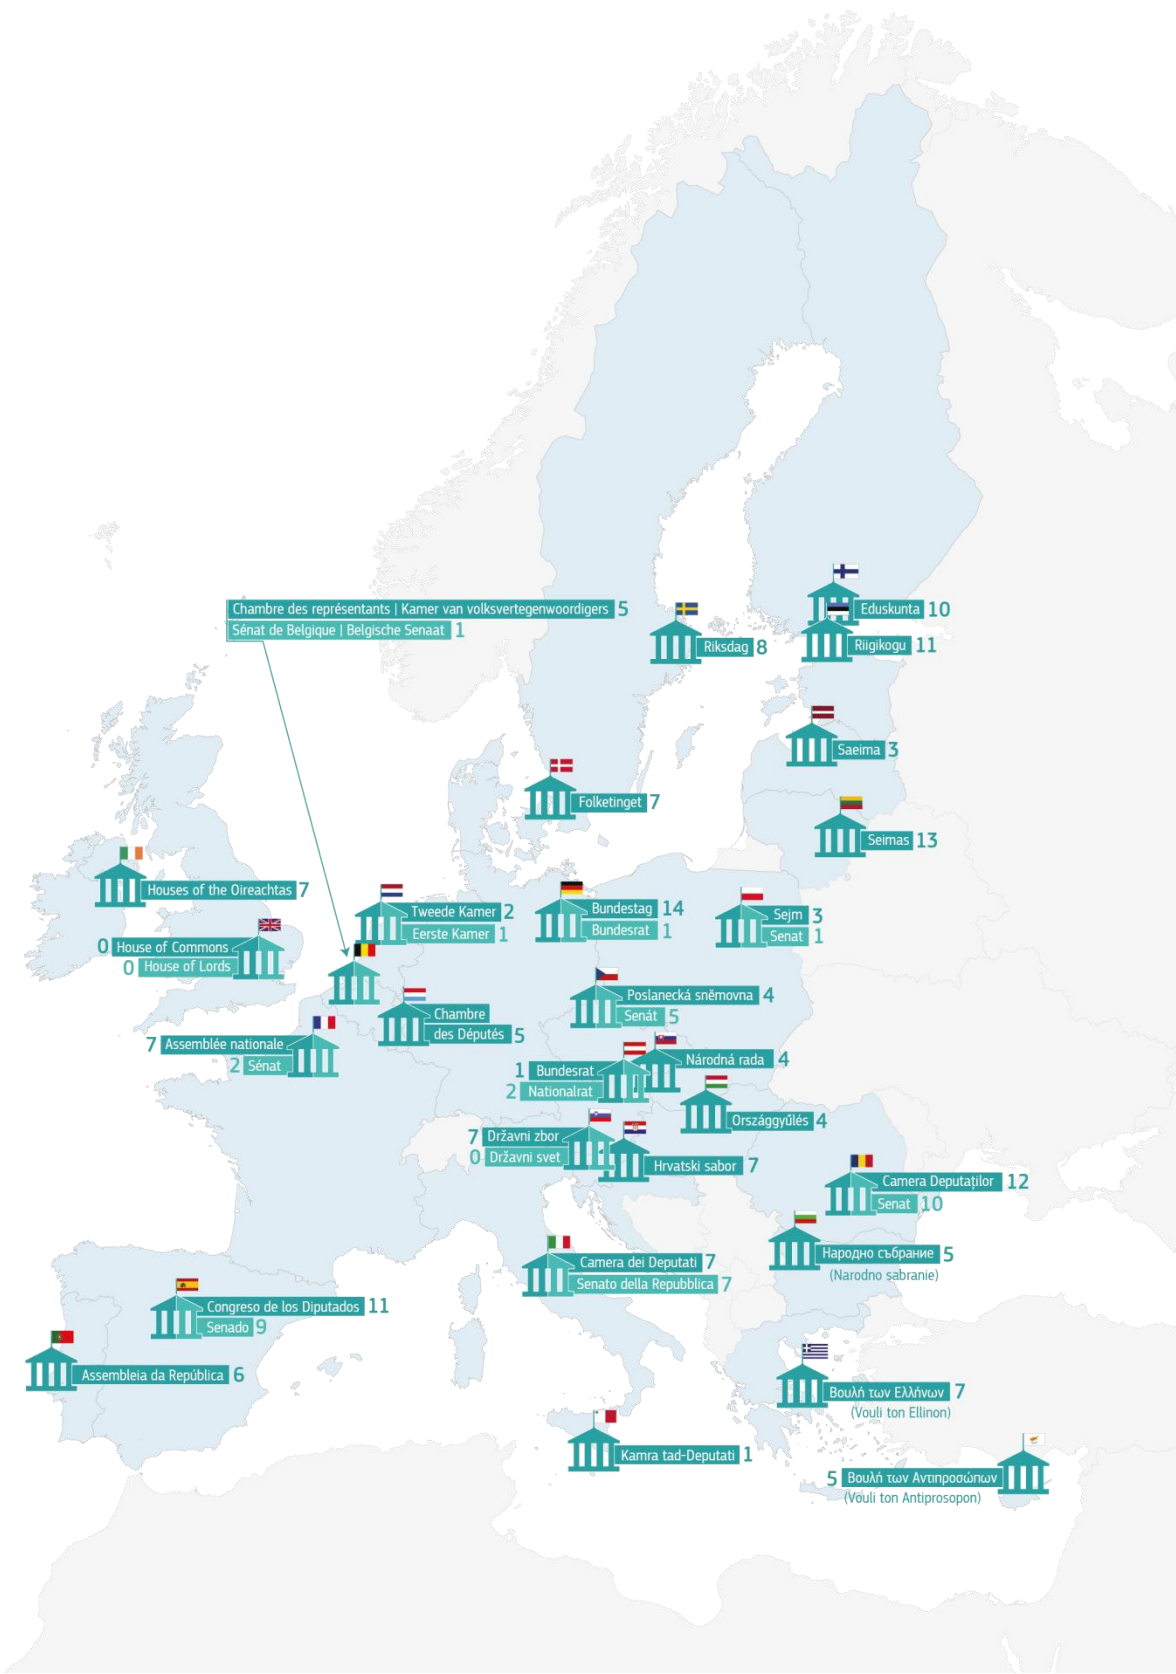 Chambre des représentants | Kamer van volksvertegenwoordigers 5
Sénat de Belgique | Belgische Senaat 1
Eduskunta 10
Riksdag 8
Riigikogu 11
Saeima 3
Folketinget 7
Seimas 13
Houses of the Oireachtas 7
Tweede Kamer 2
Eerste Kamer 1
Bundestag 14
Bundesrat 1
Sejm 3
Senat 1
0 House of Commons
0 House of Lords
Poslanecká sněmovna 4
Senát 5
Chambre
des Députés 5
7 Assemblée nationale
2 Sénat
Národná rada 4
1 Bundesrat
2 Nationalrat
Országgyűlés 4
7 Državni zbor
0 Državni svet
Hrvatski sabor 7
Camera Deputaților 12
Senat 10
Народно събрание 5
(Narodno sabranie)
Camera dei Deputati 7
Senato della Repubblica 7
Congreso de los Diputados 11
Senado 9
Assembleia da República 6
Βουλή των Ελλήνων 7
(Vouli ton Ellinon)
Kamra tad-Deputati 1
5 Βουλή των Αντιπροσώπων
(Vouli ton Antiprosopon)